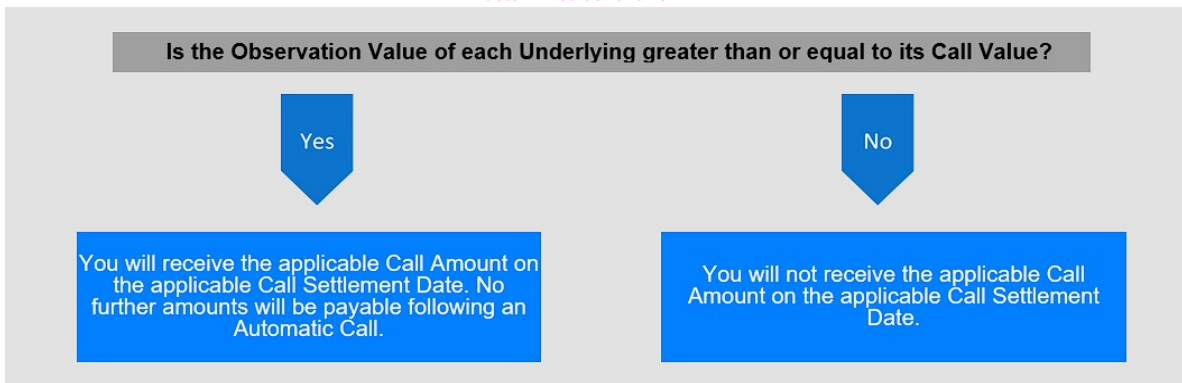 Is the Observation Value of each Underlying greater than or equal to its Call Value?
Yes
No
You will receive the applicable Call Amount on
the applicable Call Settlement Date. No
further amounts will be payable following an
Automatic Call.
You will not receive the applicable Call
Amount on the applicable Call Settlement
Date.